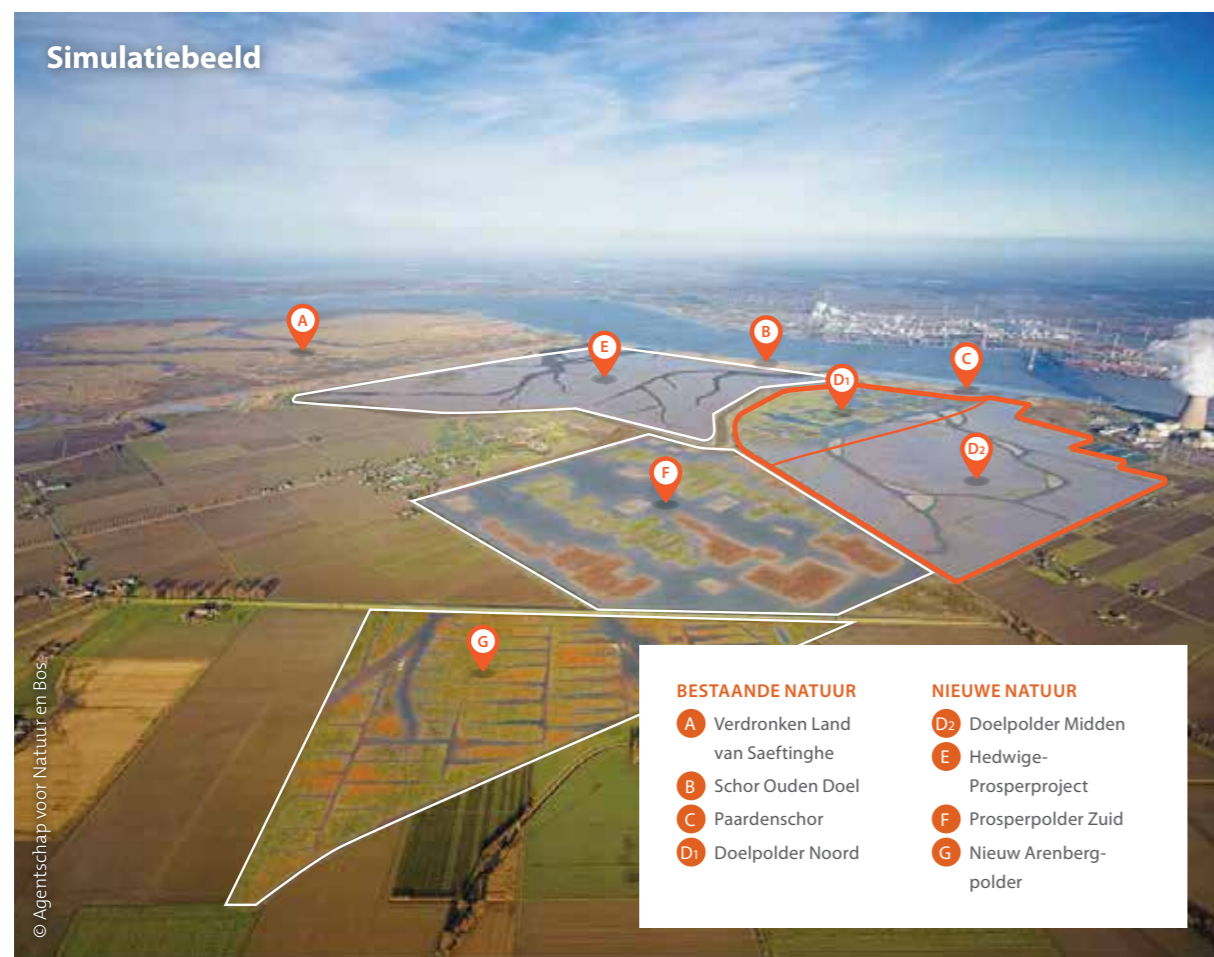 Simulatiebeeld
A
E
B
C
D1
D2
F
G
© Agentschap voor Natuur en Bos
BESTAANDE NATUUR
A Verdronken Land
van Saeftinghe
B Schor Ouden Doel
C Paardenschor
D1 Doelpolder Noord
NIEUWE NATUUR
D2 Doelpolder Midden
E Hedwige-
Prosperproject
F Prosperpolder Zuid
G Nieuw Arenberg-
polder